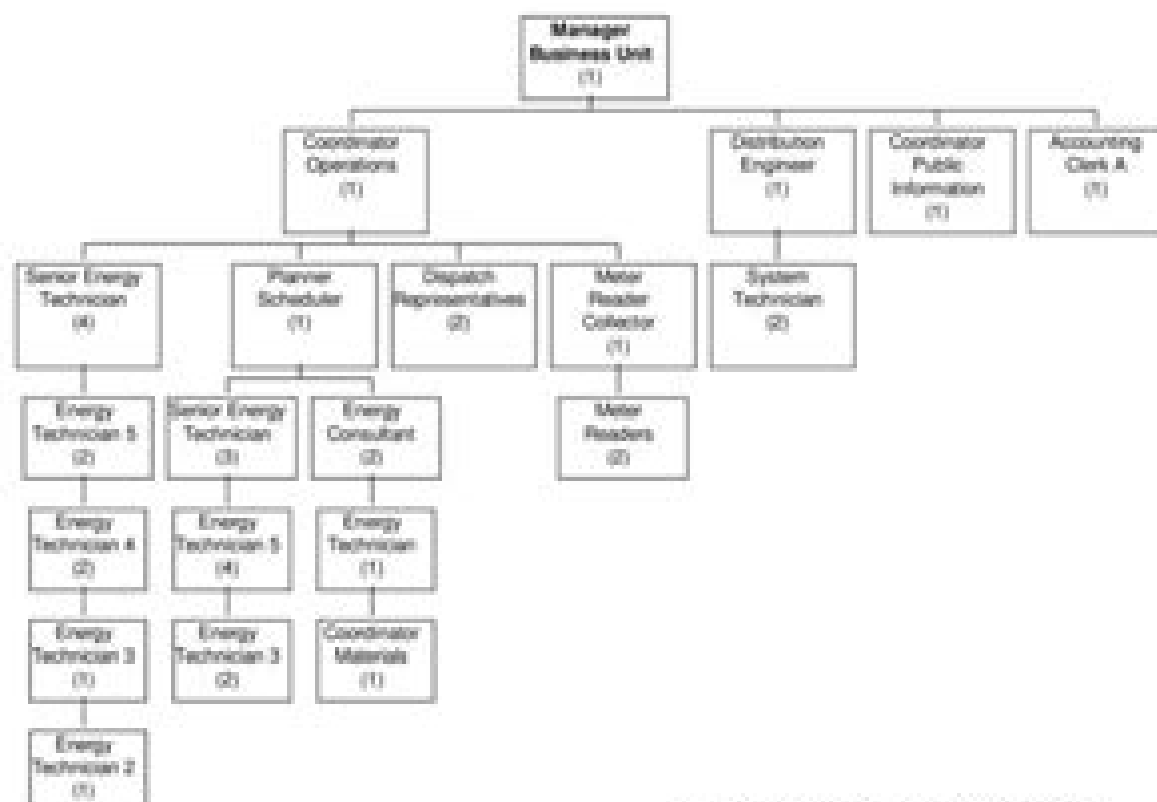 Manager
Business Unit
(1)
Coordinator
Operations
(1)
Distribution
Engineer
(1)
Coordinator
Public
Information
(1)
Accounting
Clerk A
(1)
Senior Energy
Technician
(4)
Planner
Scheduler
(1)
Dispatch
Representatives
(2)
Meter
Reader
Collector
(1)
System
Technician
(2)
Energy
Technician 5
(2)
Senior Energy
Technician
(3)
Energy
Consultant
(2)
Meter
Readers
(2)
Energy
Technician 4
(2)
Energy
Technician 5
(4)
Energy
Technician
(1)
Energy
Technician 3
(1)
Energy
Technician 3
(2)
Coordinator
Materials
(1)
Energy
Technician 2
(1)